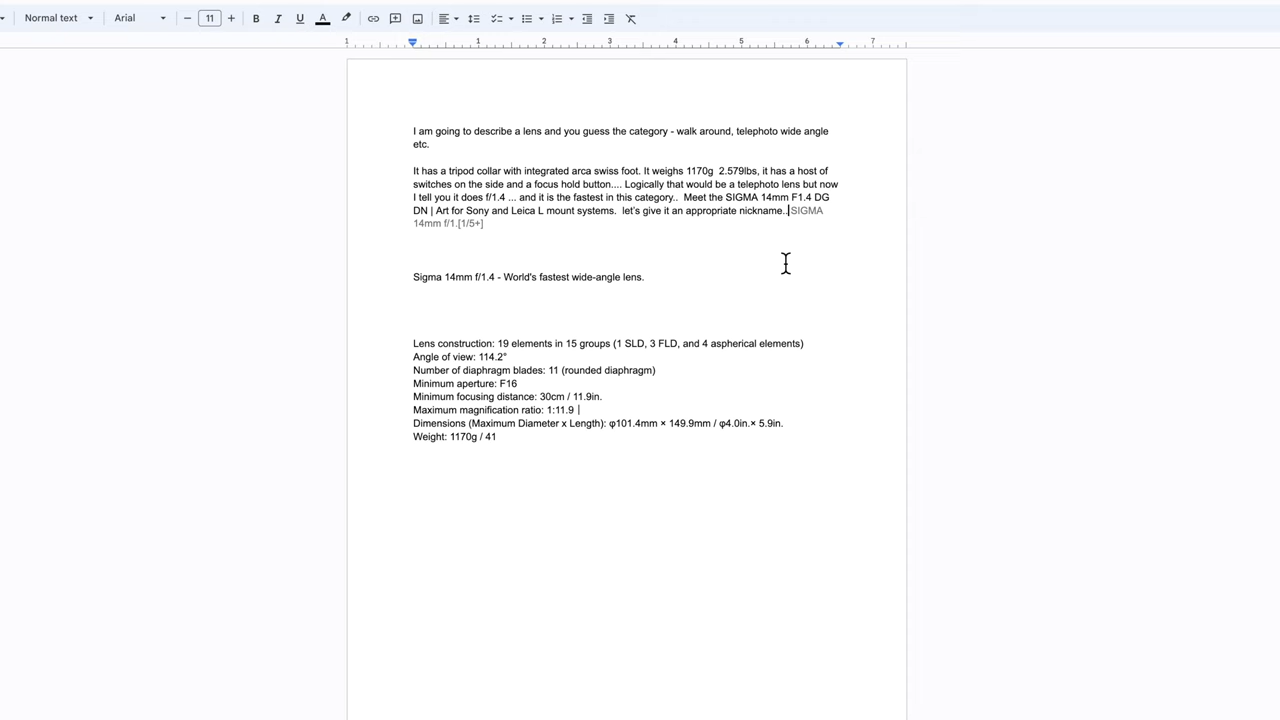 Normal text
Arial
11
B I U A
1 1 2 3 4 5 6 7
I am going to describe a lens and you guess the category - walk around, telephoto wide angle
etc.
It has a tripod collar with integrated arca swiss foot. It weighs 1170g  2.579lbs, it has a host of
switches on the side and a focus hold button.... Logically that would be a telephoto lens but now
I tell you it does f/1.4 ... and it is the fastest in this category..  Meet the SIGMA 14mm F1.4 DG
DN | Art for Sony and Leica L mount systems.  let's give it an appropriate nickname..SIGMA
14mm f/1.[1/5+]
Sigma 14mm f/1.4 - World's fastest wide-angle lens.
Lens construction: 19 elements in 15 groups (1 SLD, 3 FLD, and 4 aspherical elements)
Angle of view: 114.2°
Number of diaphragm blades: 11 (rounded diaphragm)
Minimum aperture: F16
Minimum focusing distance: 30cm / 11.9in.
Maximum magnification ratio: 1:11.9 |
Dimensions (Maximum Diameter x Length): φ101.4mm × 149.9mm / φ4.0in.× 5.9in.
Weight: 1170g / 41